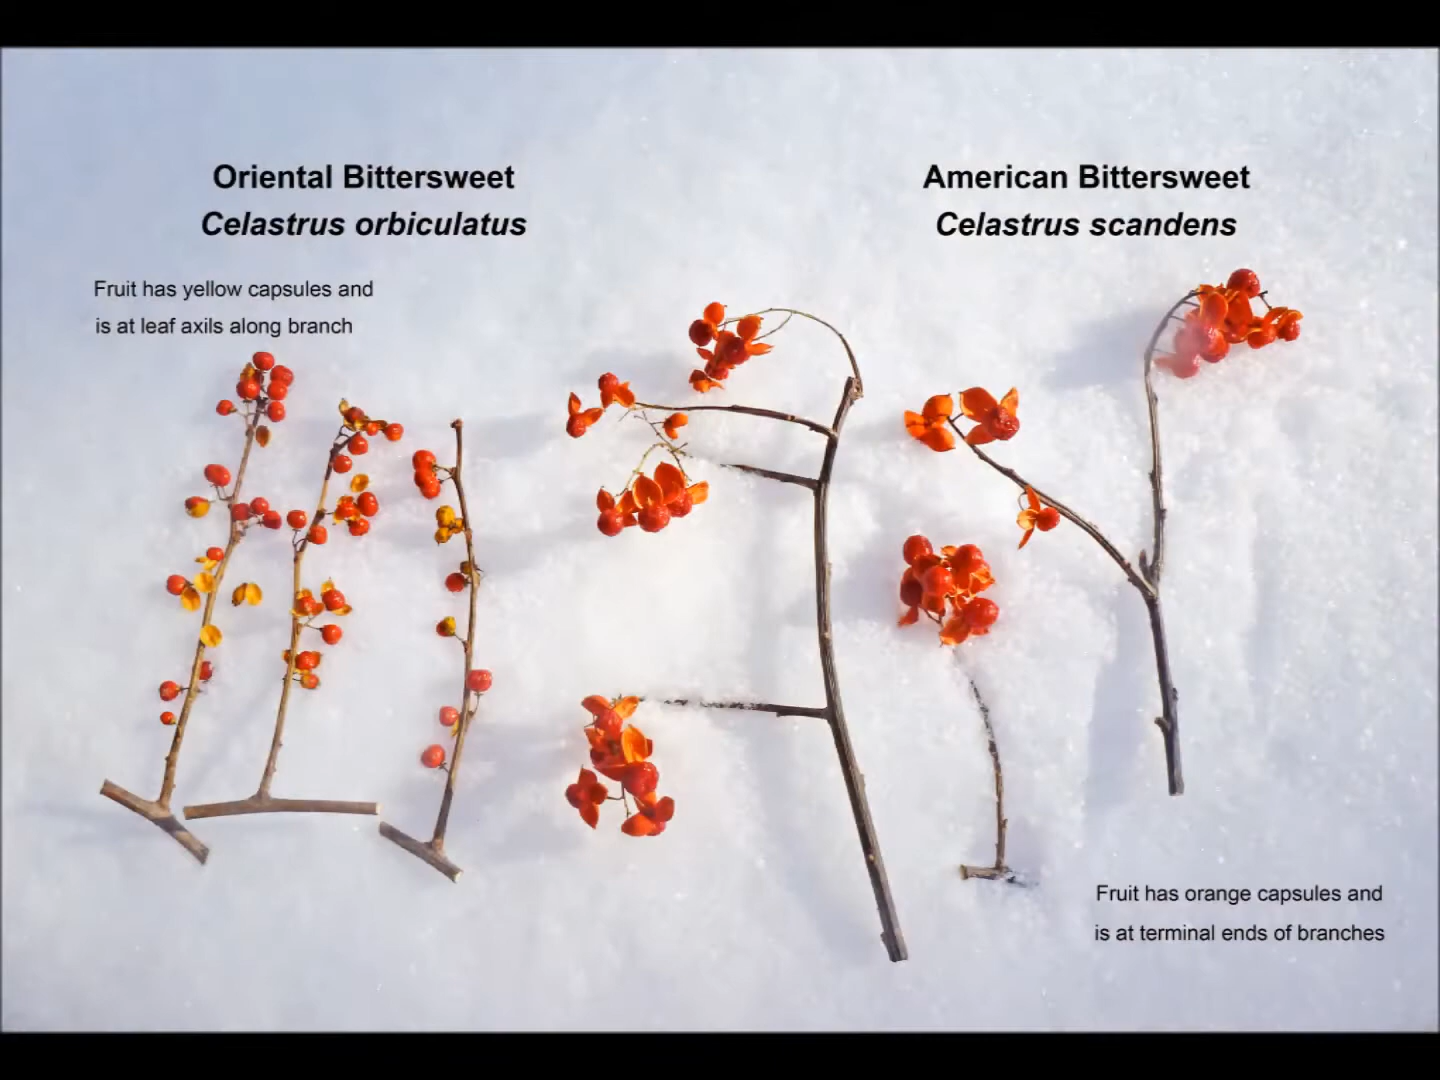 Oriental Bittersweet
Celastrus orbiculatus
Fruit has yellow capsules and
is at leaf axils along branch
American Bittersweet
Celastrus scandens
Fruit has orange capsules and
is at terminal ends of branches